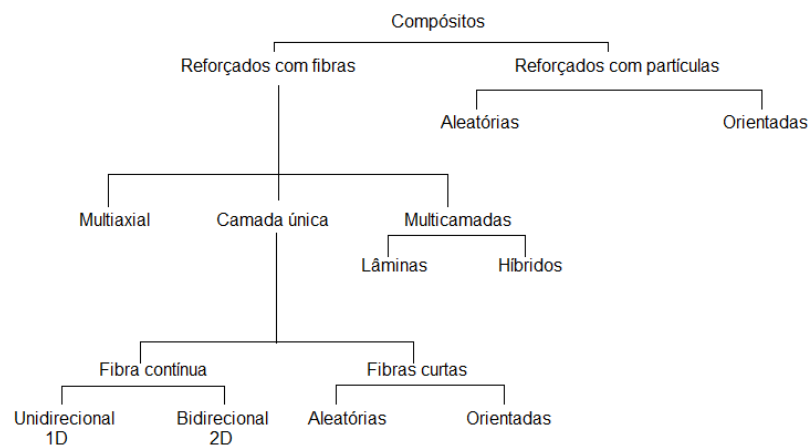 Compósitos
Reforçados com fibras
Reforçados com partículas
Aleatórias
Orientadas
Multiaxial
Camada única
Multicamadas
Lâminas
Híbridos
Fibra contínua
Fibras curtas
Unidirecional
1D
Bidirecional
2D
Aleatórias
Orientadas